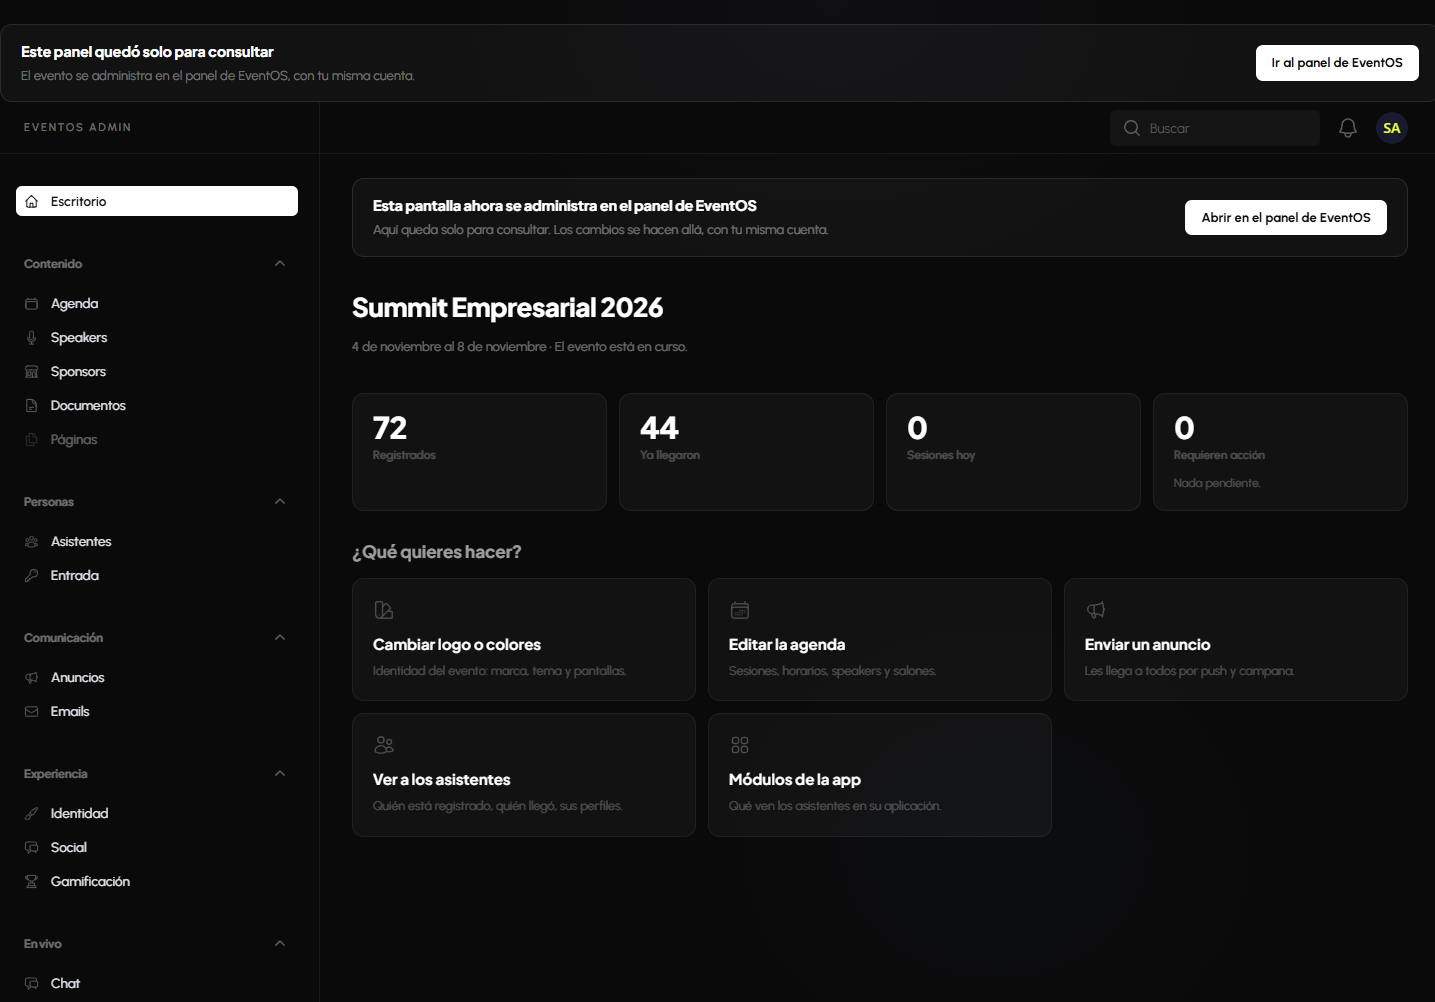 Este panel quedó solo para consultar
El evento se administra en el panel de EventOS, con tu misma cuenta.
Ir al panel de EventOS
EVENTOS ADMIN
Buscar
SA
Escritorio
Contenido
Agenda
Speakers
Sponsors
Documentos
Páginas
Personas
Asistentes
Entrada
Comunicación
Anuncios
Emails
Experiencia
Identidad
Social
Gamificación
En vivo
Chat
Esta pantalla ahora se administra en el panel de EventOS
Aquí queda solo para consultar. Los cambios se hacen allá, con tu misma cuenta.
Abrir en el panel de EventOS
Summit Empresarial 2026
4 de noviembre al 8 de noviembre · El evento está en curso.
72
Registrados
44
Ya llegaron
0
Sesiones hoy
0
Requieren acción
Nada pendiente.
¿Qué quieres hacer?
Cambiar logo o colores
Identidad del evento: marca, tema y pantallas.
Editar la agenda
Sesiones, horarios, speakers y salones.
Enviar un anuncio
Les llega a todos por push y campana.
Ver a los asistentes
Quién está registrado, quién llegó, sus perfiles.
Módulos de la app
Qué ven los asistentes en su aplicación.